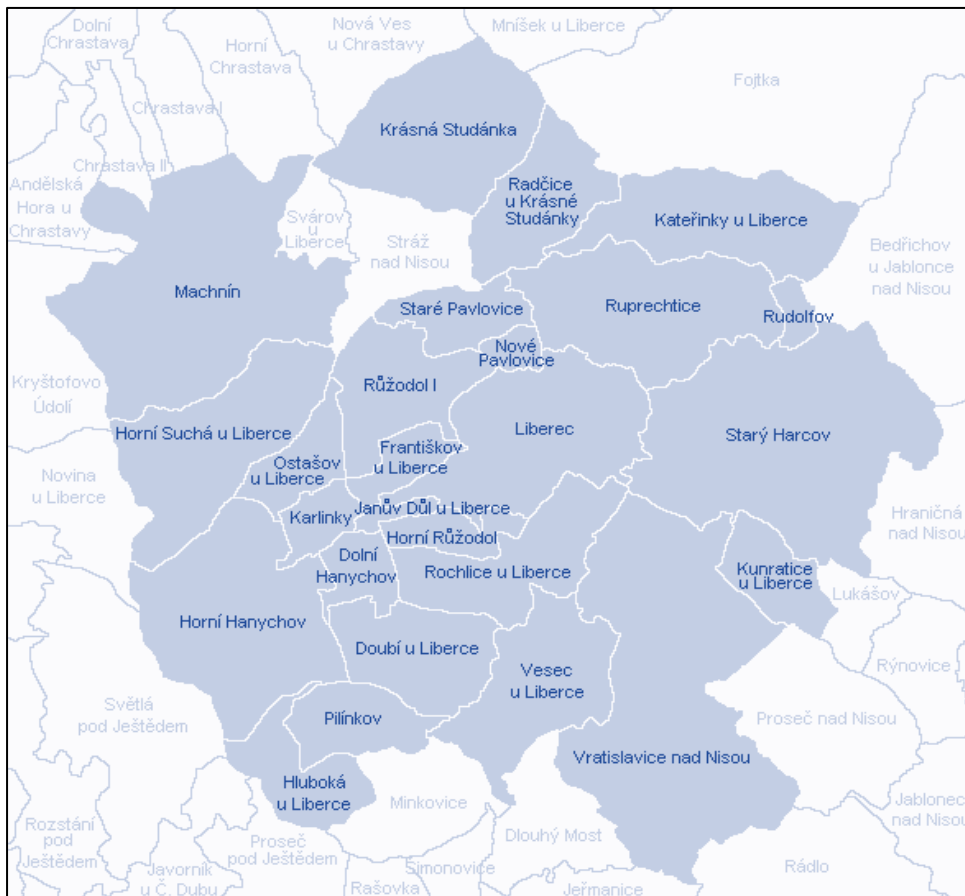 Dolní
Chrastava
Horní
Chrastava
Nová Ves
u Chrastavy
Mníšek u Liberce
Fojtka
Chrastava I
Krásná Studánka
Chrastava II
Andělská
Hora u
Chrastavy
Radčice
u Krásné
Studánky
Svárov
u
Liberce
Stráž
nad Nisou
Kateřinky u Liberce
Bedřichov
u Jablonce
nad Nisou
Machnín
Staré Pavlovice
Ruprechtice
Rudolfov
Nové
Pavlovice
Kryštofovo
Údolí
Růžodol I
Horní Suchá u Liberce
Liberec
Starý Harcov
Františkov
u Liberce
Ostašov
u Liberce
Novina
u Liberce
Karlinky
Janův Důl u Liberce
Hraničná
nad Nisou
Horní Růžodol
Dolní
Hanychov
Rochlice u Liberce
Kunratice
u Liberce
Lukášov
Horní Hanychov
Doubí u Liberce
Vesec
u Liberce
Rýnovice
Světlá
pod Ještědem
Pilínkov
Proseč nad Nisou
Vratislavice nad Nisou
Hluboká
u Liberce
Minkovice
Jablonec
nad Nisou
Rozstání
pod
Ještědem
Proseč
pod Ještědem
Dlouhý Most
Javorník
u Č. Dubu
Šimonovice
Rádlo
Rašovka
Jeřmanice